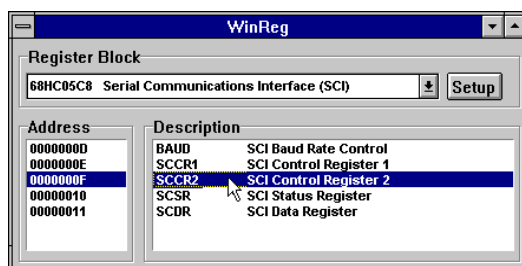 WinReg
Register Block
68HC05C8 Serial Communications Interface (SCI)
Setup
Address
Description
0000000D BAUD SCI Baud Rate Control
0000000E SCCR1 SCI Control Register 1
0000000F SCCR2 SCI Control Register 2
00000010 SCSR SCI Status Register
00000011 SCDR SCI Data Register